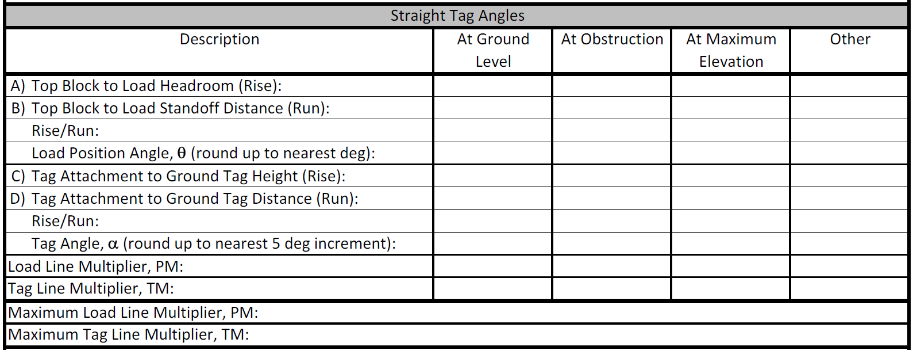 Straight Tag Angles
Description At Ground Level At Obstruction At Maximum Elevation Other
A) Top Block to Load Headroom (Rise):
B) Top Block to Load Standoff Distance (Run):
Rise/Run:
Load Position Angle, θ (round up to nearest deg):
C) Tag Attachment to Ground Tag Height (Rise):
D) Tag Attachment to Ground Tag Distance (Run):
Rise/Run:
Tag Angle, α (round up to nearest 5 deg increment):
Load Line Multiplier, PM:
Tag Line Multiplier, TM:
Maximum Load Line Multiplier, PM:
Maximum Tag Line Multiplier, TM: